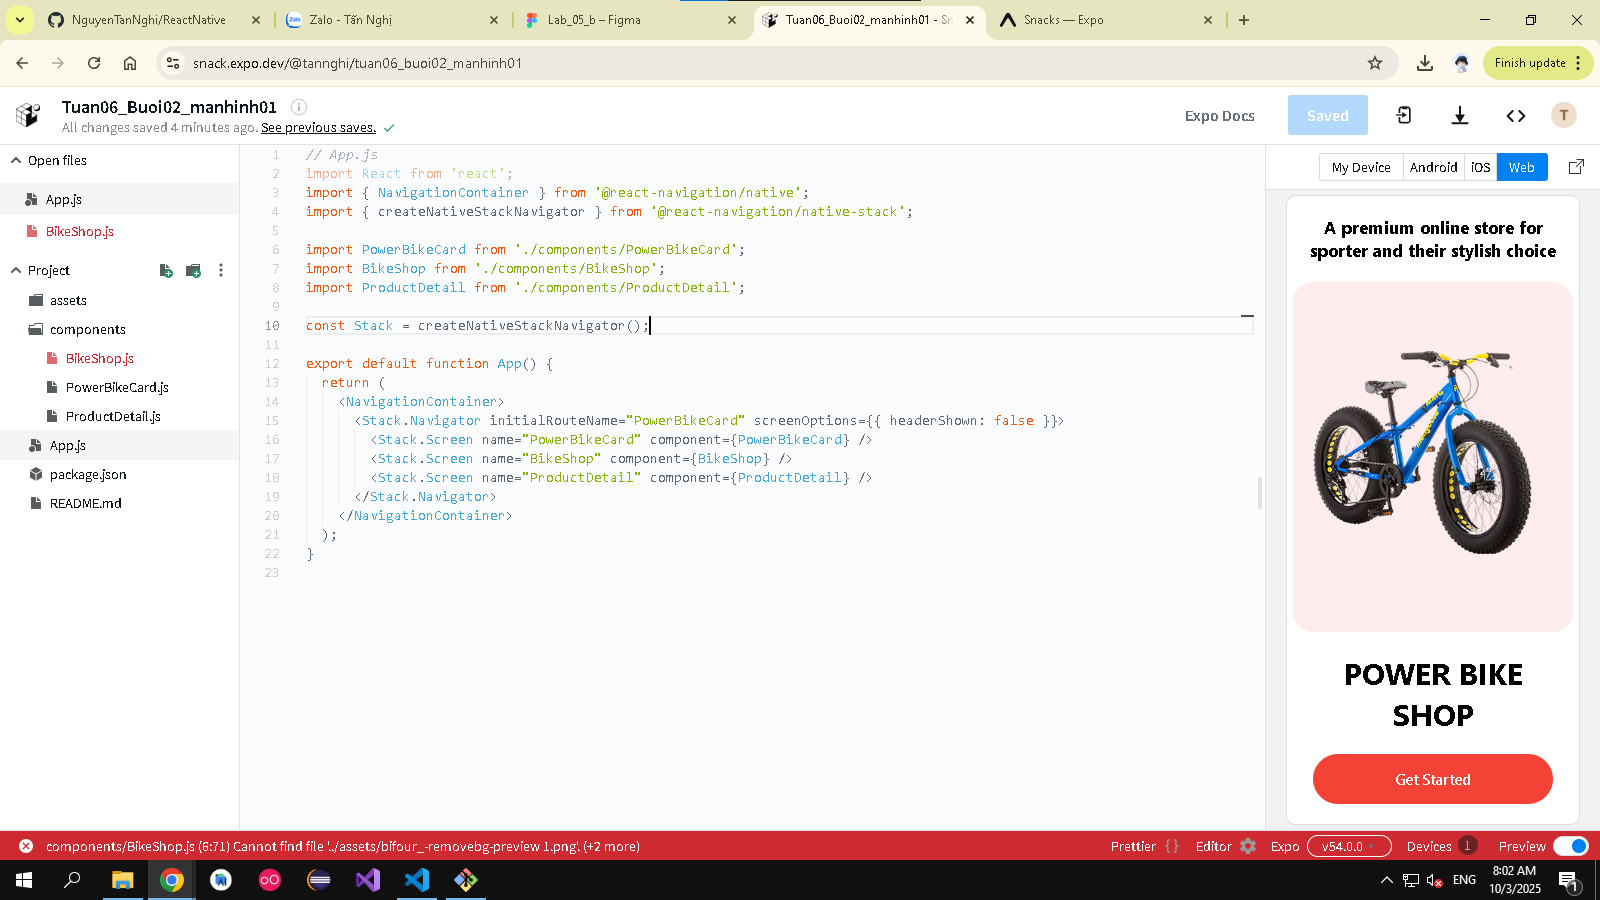 NguyenTanNghi/ReactNative
Zalo - Tấn Nghị
Lab_05_b – Figma
Tuan06_Buoi02_manhinh01 - Sn
Snacks — Expo
snack.expo.dev/@tannghi/tuan06_buoi02_manhinh01
Finish update
Tuan06_Buoi02_manhinh01
All changes saved 4 minutes ago. See previous saves.
Expo Docs
Saved
T
Open files
App.js
BikeShop.js
Project
assets
components
BikeShop.js
PowerBikeCard.js
ProductDetail.js
App.js
package.json
README.md
1 // App.js
2 import React from 'react';
3 import { NavigationContainer } from '@react-navigation/native';
4 import { createNativeStackNavigator } from '@react-navigation/native-stack';
5
6 import PowerBikeCard from './components/PowerBikeCard';
7 import BikeShop from './components/BikeShop';
8 import ProductDetail from './components/ProductDetail';
9
10 const Stack = createNativeStackNavigator();
11
12 export default function App() {
13 return (
14 <NavigationContainer>
15 <Stack.Navigator initialRouteName="PowerBikeCard" screenOptions={{ headerShown: false }}>
16 <Stack.Screen name="PowerBikeCard" component={PowerBikeCard} />
17 <Stack.Screen name="BikeShop" component={BikeShop} />
18 <Stack.Screen name="ProductDetail" component={ProductDetail} />
19 </Stack.Navigator>
20 </NavigationContainer>
21 );
22 }
23
My Device
Android
iOS
Web
A premium online store for
sporter and their stylish choice
POWER BIKE
SHOP
Get Started
components/BikeShop.js (6:71) Cannot find file '../assets/bifour_-removebg-preview 1.png'. (+2 more)
Prettier { }
Editor
Expo
v54.0.0
Devices 1
Preview
ENG
8:02 AM
10/3/2025
1